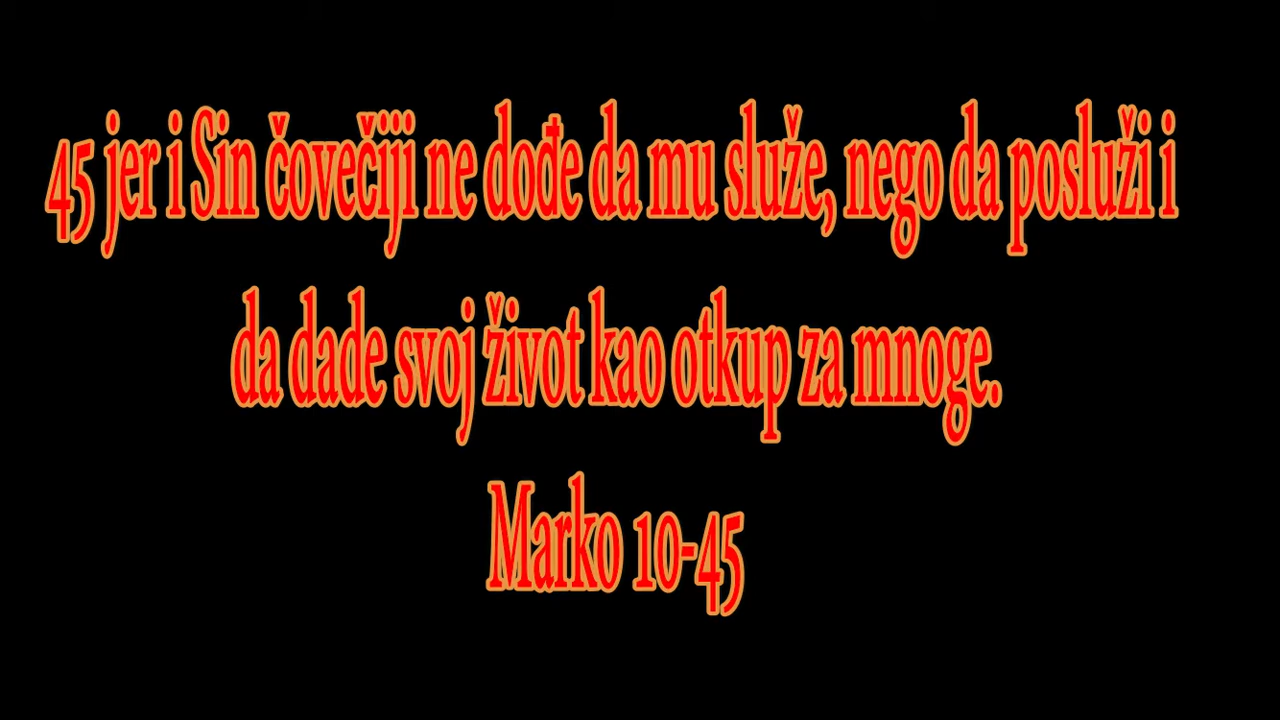 45 jer i Sin čovečiji ne dođe da mu služe, nego da posluži i
da dade svoj život kao otkup za mnoge.
Marko 10-45